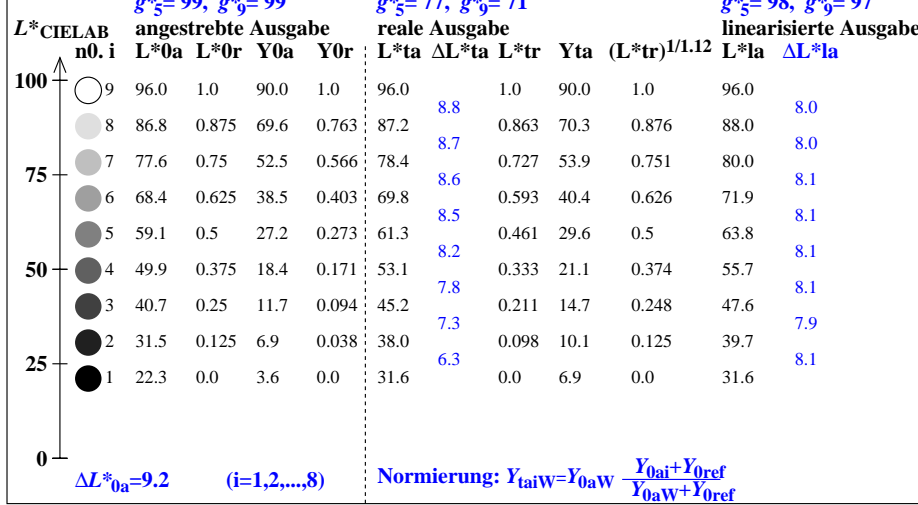 g*5= 99, g*9= 99 g*5= 77, g*9= 71 g*5= 98, g*9= 97
L*CIELAB angestrebte Ausgabe reale Ausgabe linearisierte Ausgabe
n0. i L*0a L*0r Y0a Y0r L*ta ΔL*ta L*tr Yta (L*tr)1/1.12 L*la ΔL*la
100 9 96.0 1.0 90.0 1.0 96.0 1.0 90.0 1.0 96.0
8.8 8.0
8 86.8 0.875 69.6 0.763 87.2 0.863 70.3 0.876 88.0
8.7 8.0
7 77.6 0.75 52.5 0.566 78.4 0.727 53.9 0.751 80.0
75 8.6 8.1
6 68.4 0.625 38.5 0.403 69.8 0.593 40.4 0.626 71.9
8.5 8.1
5 59.1 0.5 27.2 0.273 61.3 0.461 29.6 0.5 63.8
8.2 8.1
50 4 49.9 0.375 18.4 0.171 53.1 0.333 21.1 0.374 55.7
7.8 8.1
3 40.7 0.25 11.7 0.094 45.2 0.211 14.7 0.248 47.6
7.3 7.9
2 31.5 0.125 6.9 0.038 38.0 0.098 10.1 0.125 39.7
25 6.3 8.1
1 22.3 0.0 3.6 0.0 31.6 0.0 6.9 0.0 31.6
0
ΔL*0a=9.2 (i=1,2,...,8) Normierung: YtaiW=Y0aW Y0ai+Y0ref
Y0aW+Y0ref